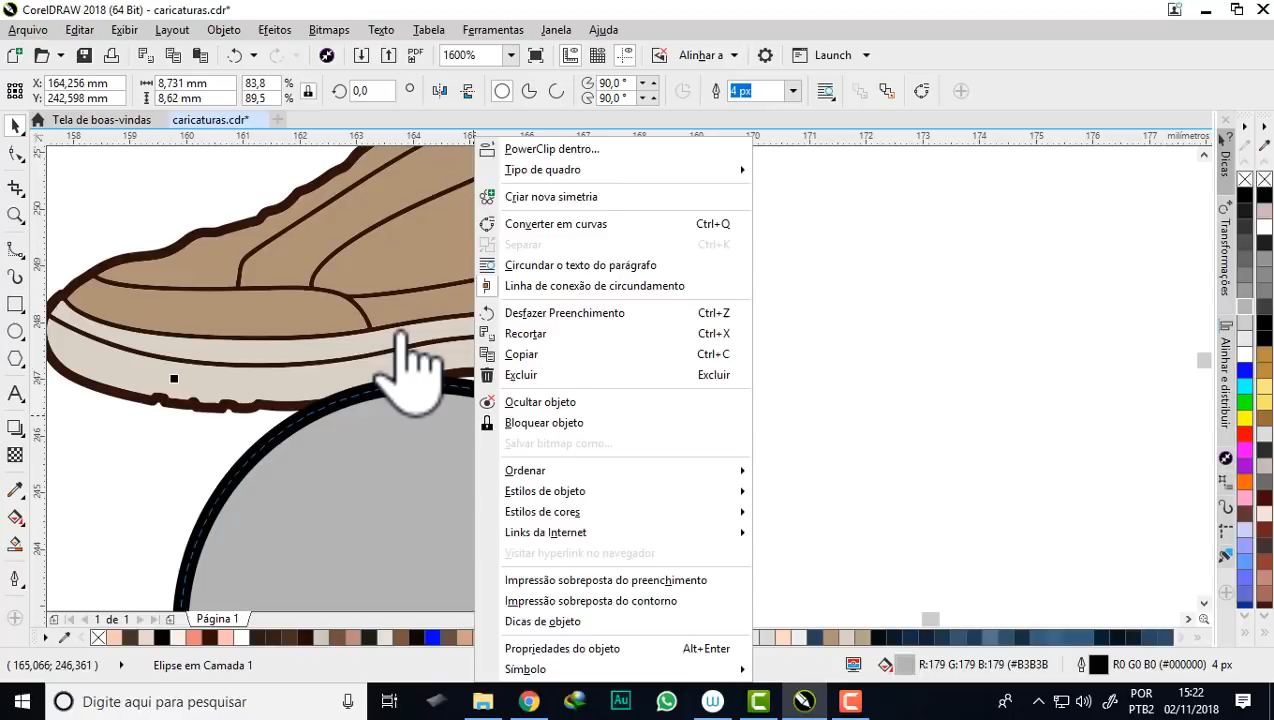 CorelDRAW 2018 (64 Bit) - caricaturas.cdr*
Arquivo Editar Exibir Layout Objeto Efeitos Bitmaps Texto Tabela Ferramentas Janela Ajuda
PDF 1600% Alinhar a Launch
X: 164,256 mm 8,731 mm 83,8 % 0,0 ° 90,0 ° 4 px
Y: 242,598 mm 8,62 mm 89,5 % 90,0 °
Tela de boas-vindas caricaturas.cdr*
158 159 160 161 162 163 164 165 170 171 172 173 174 175 176 177 milímetros
PowerClip dentro...
Tipo de quadro
Criar nova simetria
Converter em curvas Ctrl+Q
Separar Ctrl+K
Circundar o texto do parágrafo
Linha de conexão de circundamento
Desfazer Preenchimento Ctrl+Z
Recortar Ctrl+X
Copiar Ctrl+C
Excluir Excluir
Ocultar objeto
Bloquear objeto
Salvar bitmap como...
Ordenar
Estilos de objeto
Estilos de cores
Links da Internet
Visitar hyperlink no navegador
Impressão sobreposta do preenchimento
Impressão sobreposta do contorno
Dicas de objeto
Propriedades do objeto Alt+Enter
Símbolo
Dicas
Transformações
Alinhar e distribuir
1 de 1 Página 1
( 165,066; 246,361 ) Elipse em Camada 1 R:179 G:179 B:179 (#B3B3B R0 G0 B0 (#000000) 4 px
Digite aqui para pesquisar
Au
POR
PTB2
15:22
02/11/2018